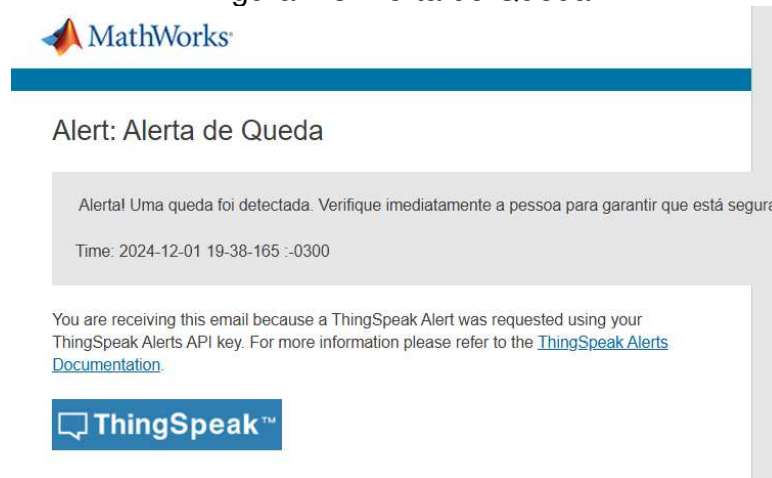 MathWorks®
Alert: Alerta de Queda
Alerta! Uma queda foi detectada. Verifique imediatamente a pessoa para garantir que está segura
Time: 2024-12-01 19-38-165 :-0300
You are receiving this email because a ThingSpeak Alert was requested using your
ThingSpeak Alerts API key. For more information please refer to the ThingSpeak Alerts
Documentation.
ThingSpeak™